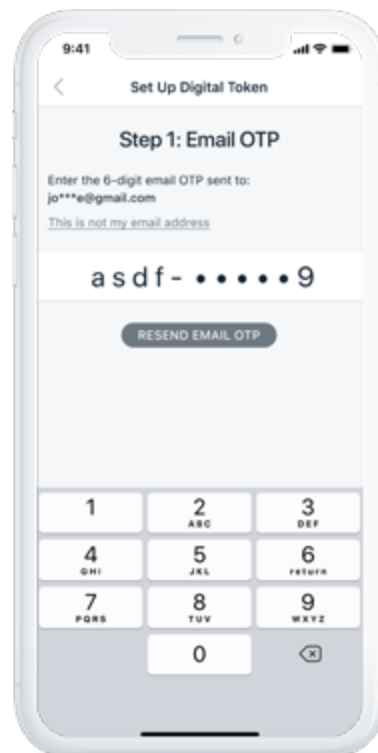 9:41
Set Up Digital Token
Step 1: Email OTP
Enter the 6-digit email OTP sent to:
jo***e@gmail.com
This is not my email address
asdf-•••••9
RESEND EMAIL OTP
1
2
ABC
3
DEF
4
GHI
5
JKL
6
return
7
PQRS
8
TUV
9
WXYZ
0